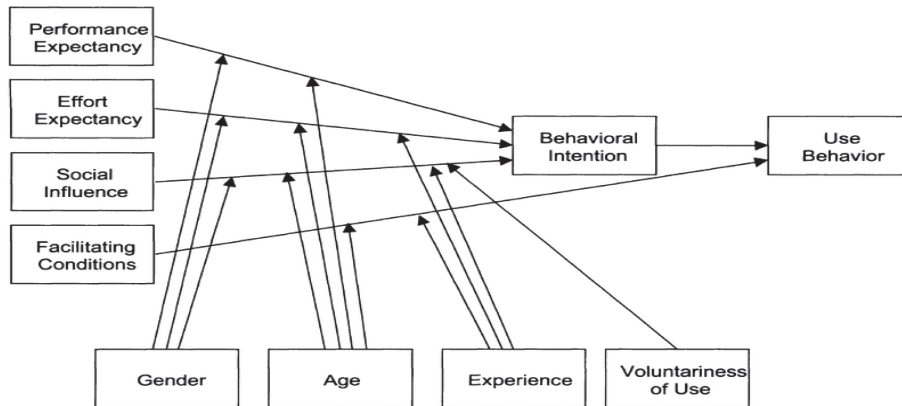 Performance
Expectancy
Effort
Expectancy
Social
Influence
Facilitating
Conditions
Behavioral
Intention
Use
Behavior
Gender
Age
Experience
Voluntariness
of Use